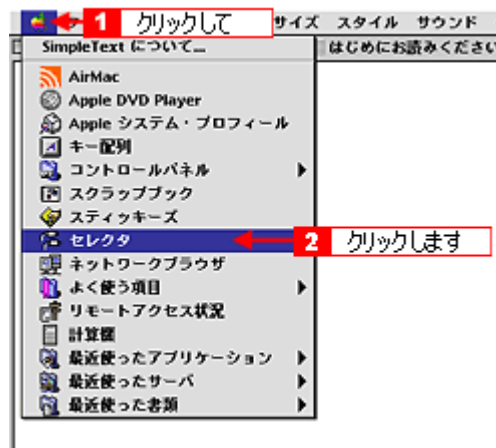 1 クリックして サイズ スタイル サウンド
SimpleText について... はじめにお読みください
AirMac
Apple DVD Player
Apple システム・プロフィール
キー配列
コントロールパネル
スクラップブック
スティッキーズ
セレクタ 2 クリックします
ネットワークブラウザ
よく使う項目
リモートアクセス状況
計算機
最近使ったアプリケーション
最近使ったサーバ
最近使った書類